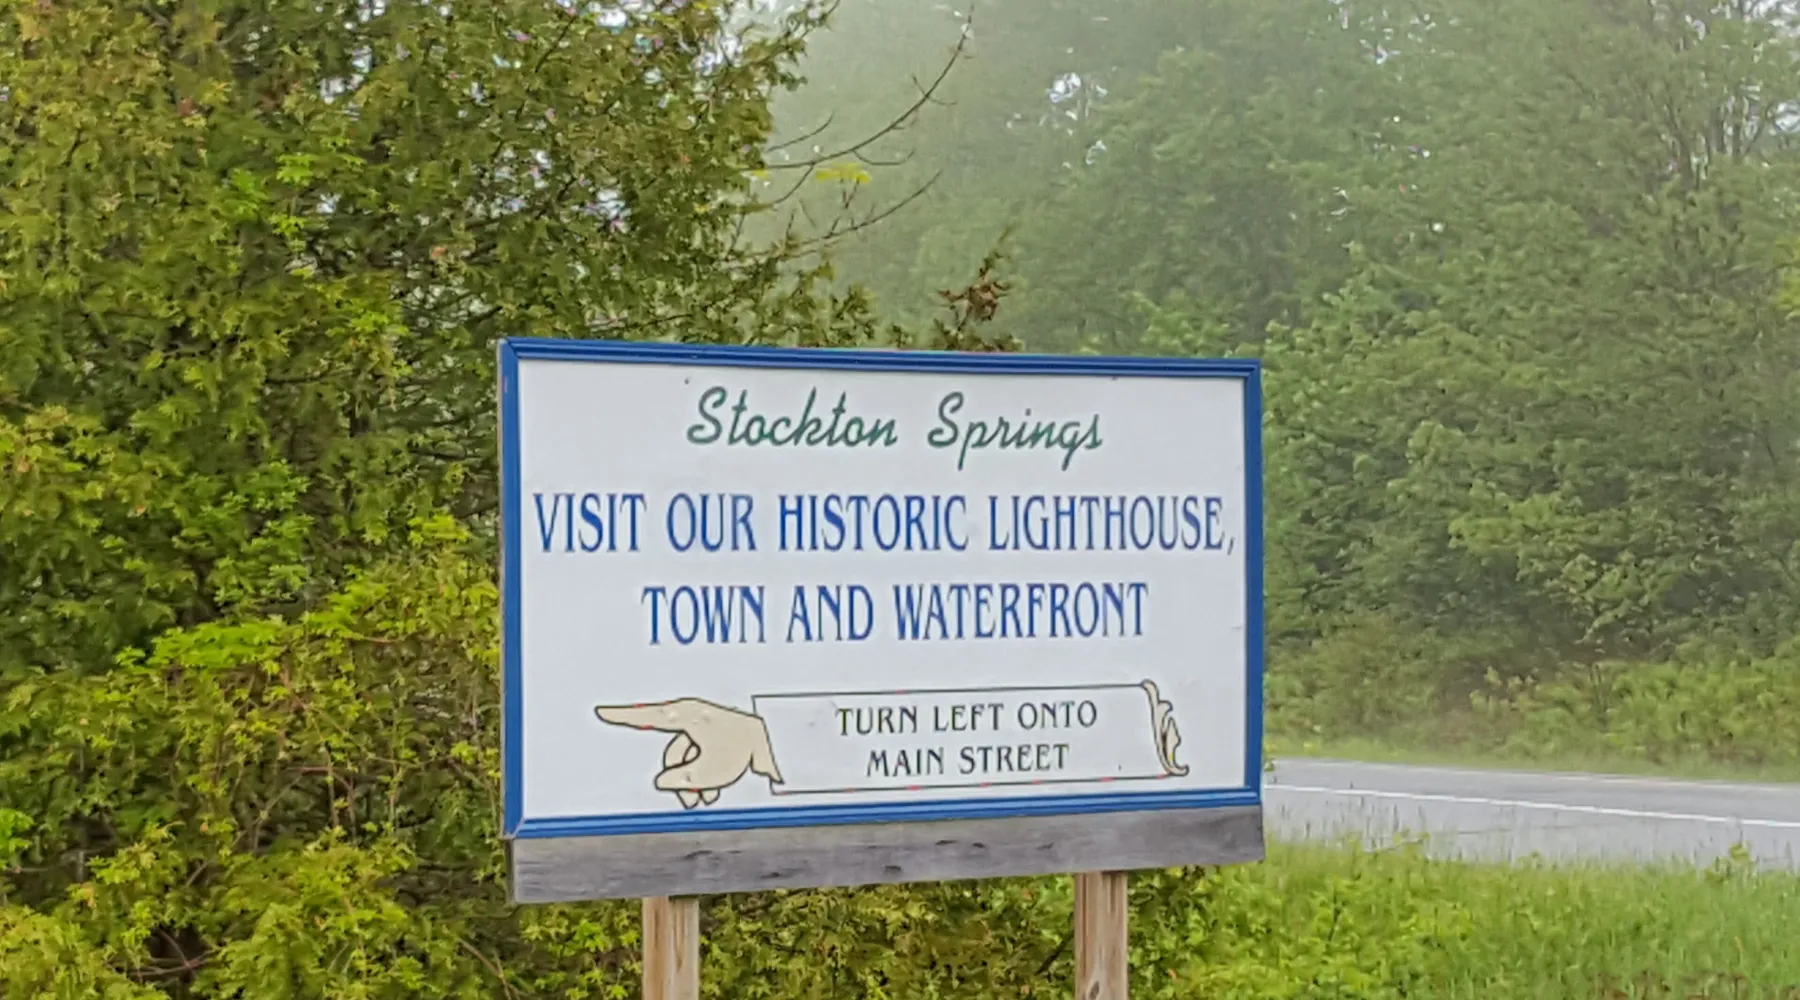 Stockton Springs
VISIT OUR HISTORIC LIGHTHOUSE,
TOWN AND WATERFRONT
TURN LEFT ONTO
MAIN STREET